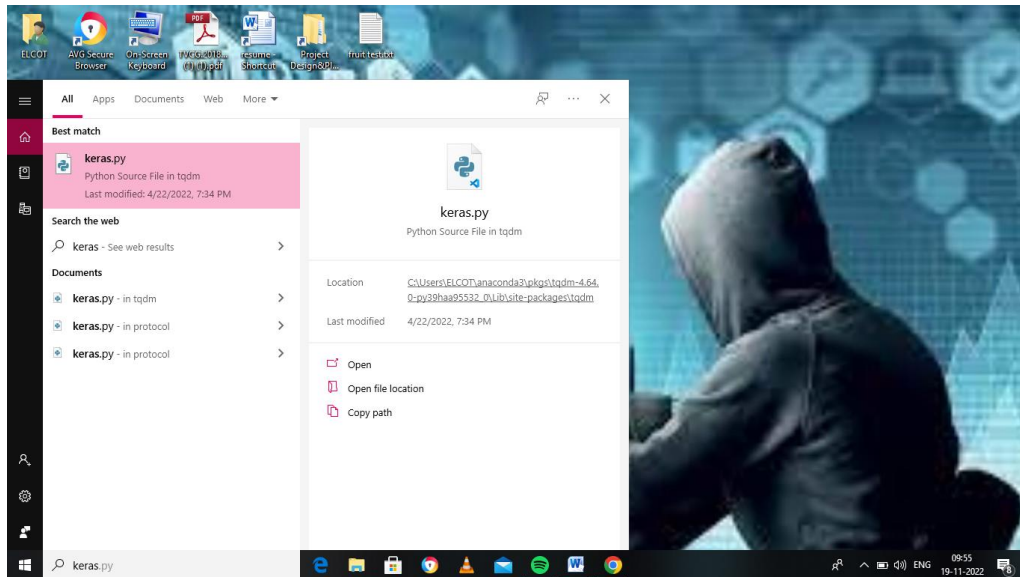 PDF
ELCOT
AVG Secure
Browser
On-Screen
Keyboard
(1) (1).pdf
resume -
Shortcut
Project
Design&Pl...
fruit test.txt
All Apps Documents Web More
Best match
keras.py
Python Source File in tqdm
Last modified: 4/22/2022, 7:34 PM
Search the web
keras - See web results
Documents
keras.py - in tqdm
keras.py - in protocol
keras.py - in protocol
keras.py
Python Source File in tqdm
Location C:\Users\ELCOT\anaconda3\pkgs\tqdm-4.64.
0-py39haa95532_0\Lib\site-packages\tqdm
Last modified 4/22/2022, 7:34 PM
Open
Open file location
Copy path
keras.py
ENG
09:55
19-11-2022
8